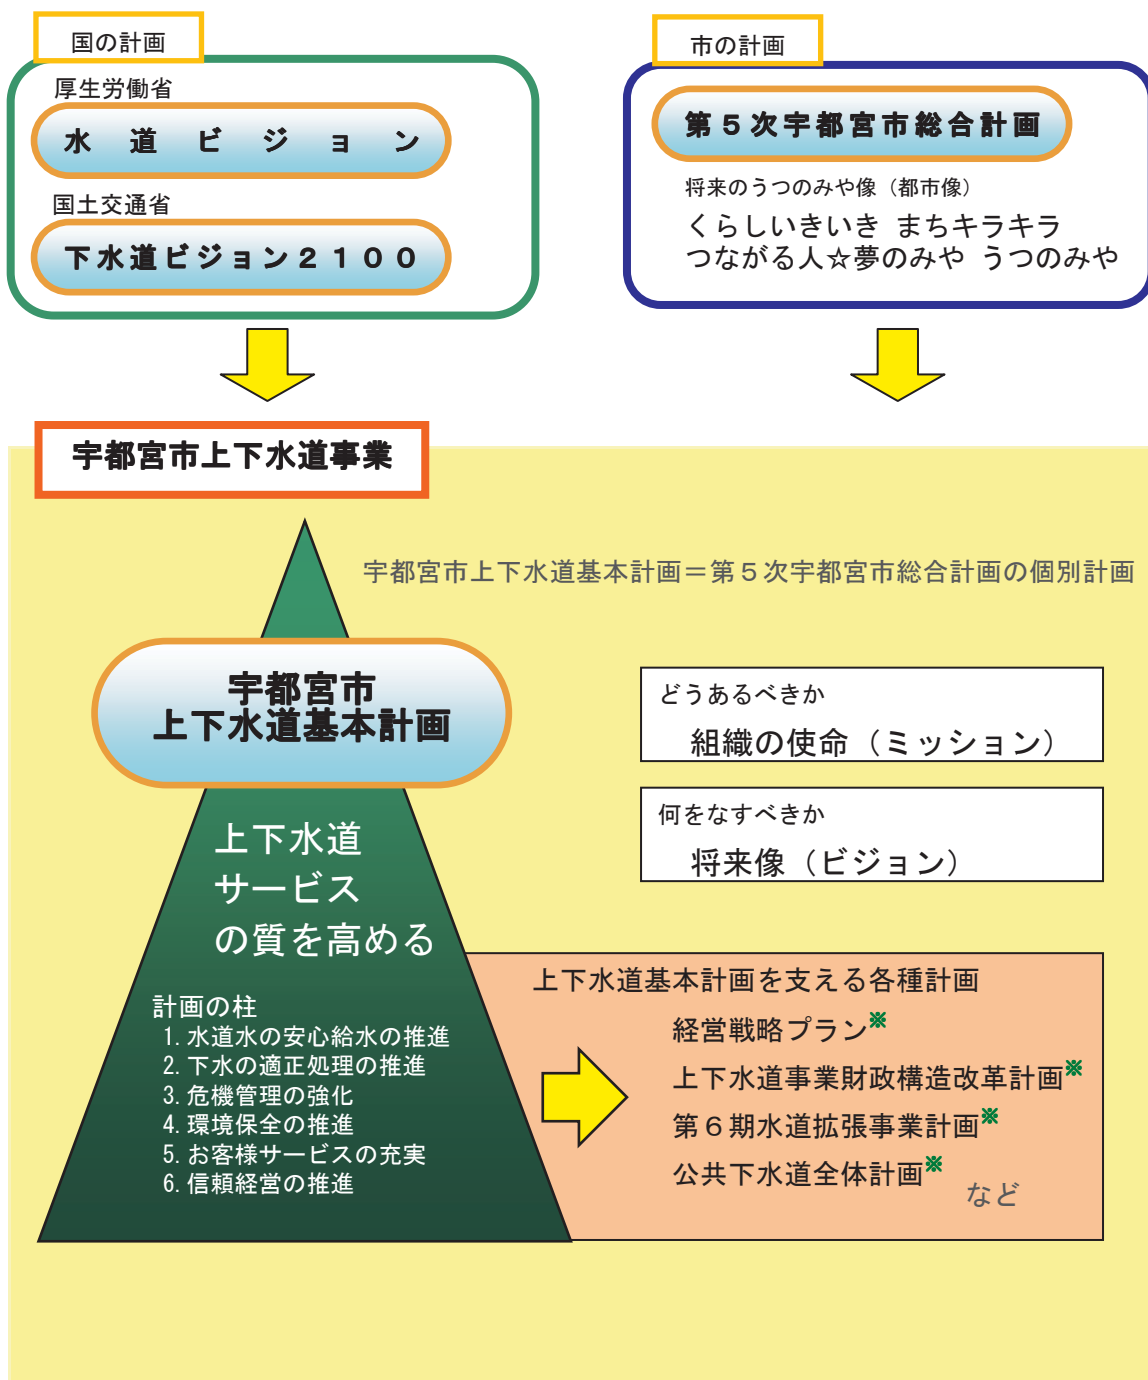 国の計画
厚生労働省
水道ビジョン
国土交通省
下水道ビジョン２１００
市の計画
第５次宇都宮市総合計画
将来のうつのみや像（都市像）
くらしいきいき まちキラキラ
つながる人☆夢のみや うつのみや
宇都宮市上下水道事業
宇都宮市上下水道基本計画＝第５次宇都宮市総合計画の個別計画
宇都宮市
上下水道基本計画
どうあるべきか
組織の使命（ミッション）
何をなすべきか
将来像（ビジョン）
上下水道
サービス
の質を高める
計画の柱
1. 水道水の安心給水の推進
2. 下水の適正処理の推進
3. 危機管理の強化
4. 環境保全の推進
5. お客様サービスの充実
6. 信頼経営の推進
上下水道基本計画を支える各種計画
経営戦略プラン※
上下水道事業財政構造改革計画※
第６期水道拡張事業計画※
公共下水道全体計画※
など